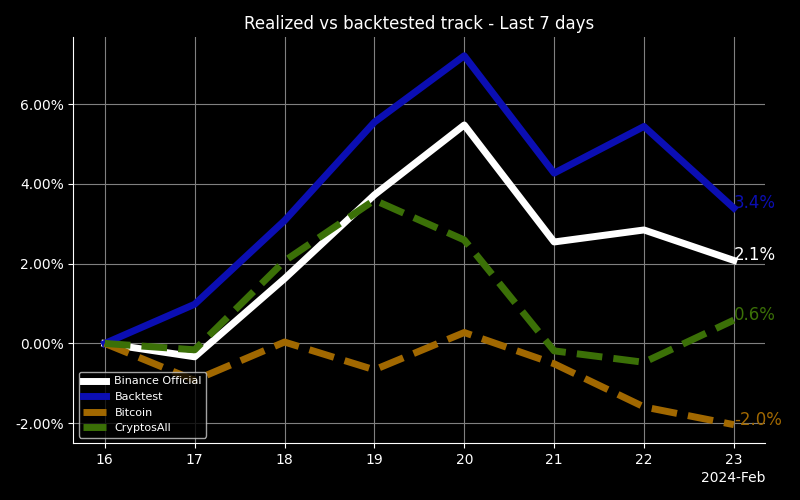 Realized vs backtested track - Last 7 days
6.00%
4.00%
2.00%
0.00%
-2.00%
3.4%
2.1%
0.6%
-2.0%
Binance Official
Backtest
Bitcoin
CryptosAll
16 17 18 19 20 21 22 23
2024-Feb